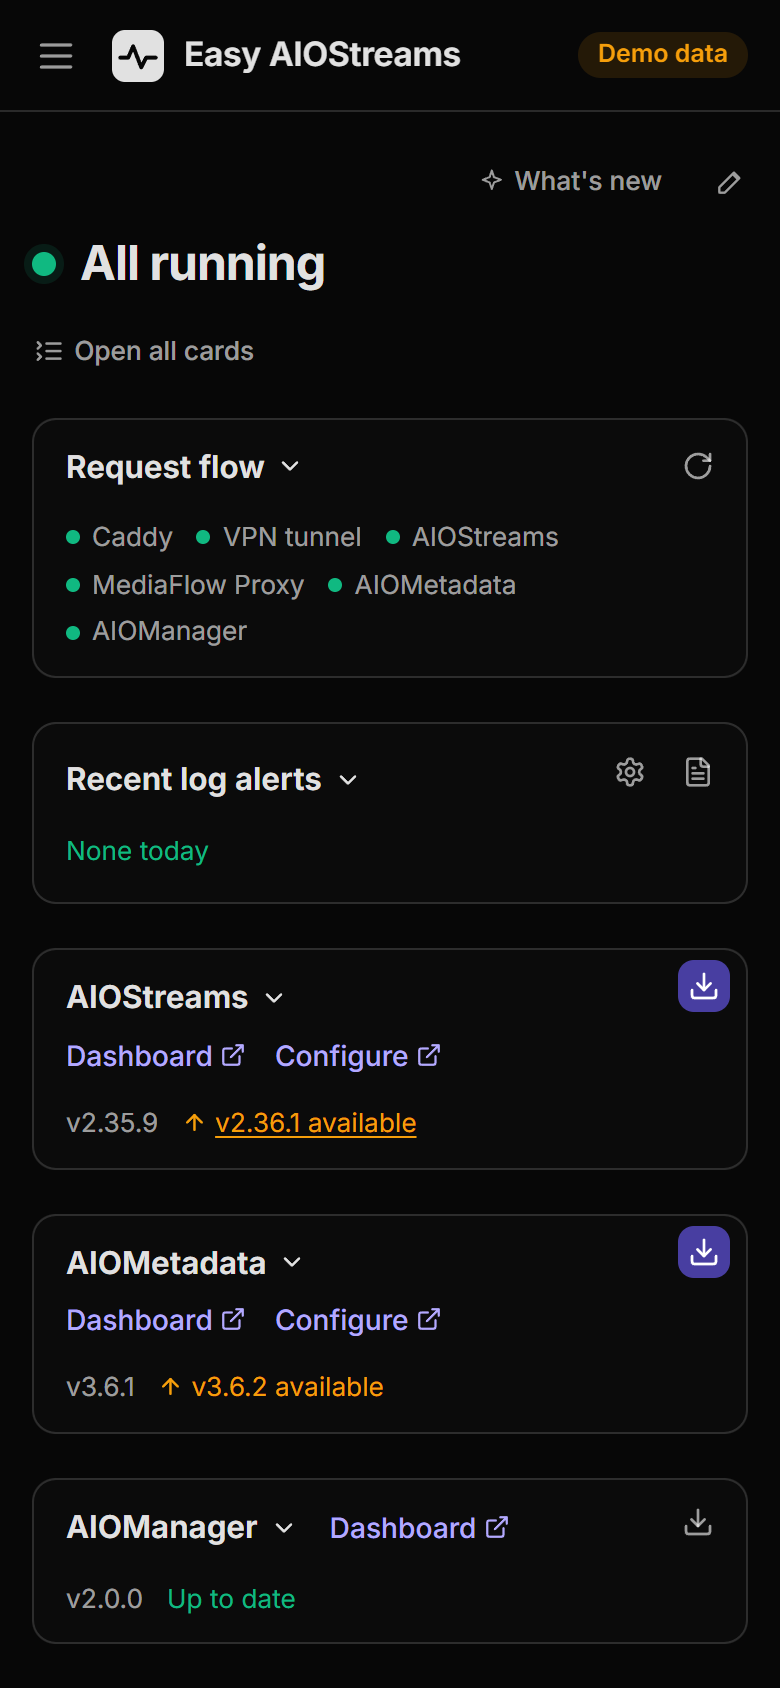 Easy AIOStreams
Demo data
What's new
All running
Open all cards
Request flow
Caddy VPN tunnel AIOStreams
MediaFlow Proxy AIOMetadata
AIOManager
Recent log alerts
None today
AIOStreams
Dashboard Configure
v2.35.9 ↑ v2.36.1 available
AIOMetadata
Dashboard Configure
v3.6.1 ↑ v3.6.2 available
AIOManager Dashboard
v2.0.0 Up to date